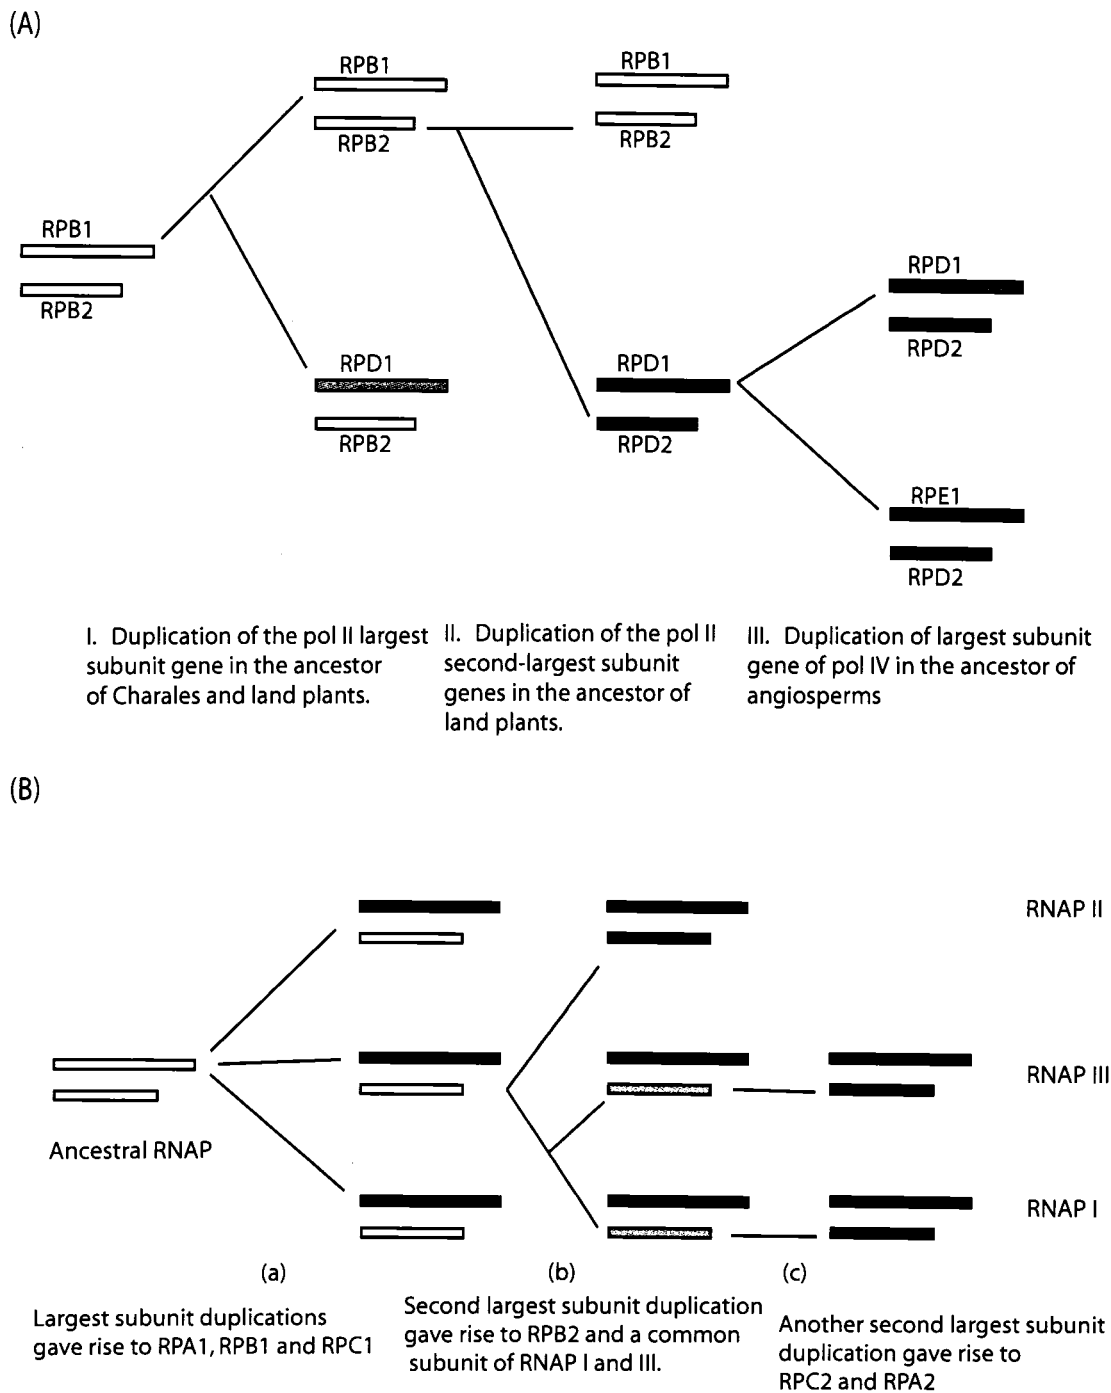 (A)
RPB1
RPB2
RPB1
RPB2
RPD1
RPB2
RPB1
RPB2
RPD1
RPD2
RPD1
RPD2
RPE1
RPD2
I. Duplication of the pol II largest
subunit gene in the ancestor
of Charales and land plants.
II. Duplication of the pol II
second-largest subunit
genes in the ancestor of
land plants.
III. Duplication of largest subunit
gene of pol IV in the ancestor of
angiosperms
(B)
Ancestral RNAP
RNAP II
RNAP III
RNAP I
(a)
Largest subunit duplications
gave rise to RPA1, RPB1 and RPC1
(b)
Second largest subunit duplication
gave rise to RPB2 and a common
subunit of RNAP I and III.
(c)
Another second largest subunit
duplication gave rise to
RPC2 and RPA2